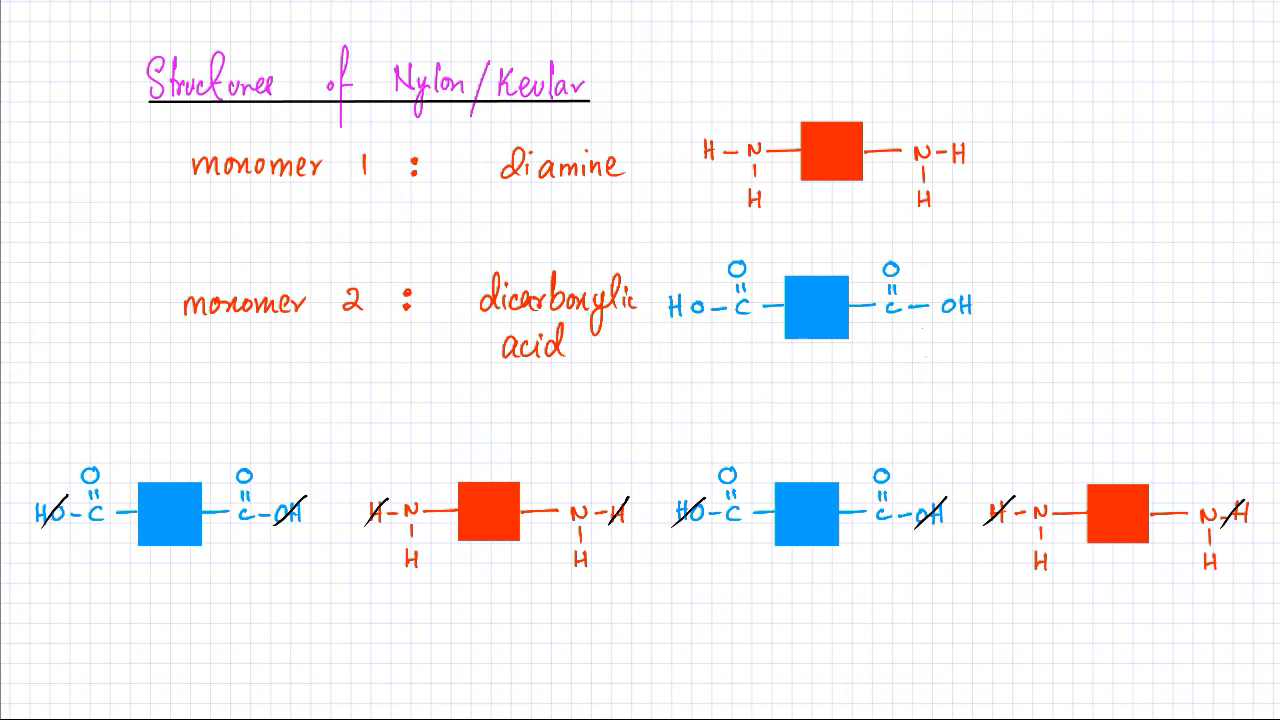 Structures of Nylon/Kevlar
monomer 1 : diamine
H-N-■-N-H
H H
monomer 2 : dicarboxylic
acid
O O
HO-C-■-C-OH
O O O O
HO-C-■-C-OH H-N-■-N-H HO-C-■-C-OH H-N-■-N-H
H H H H